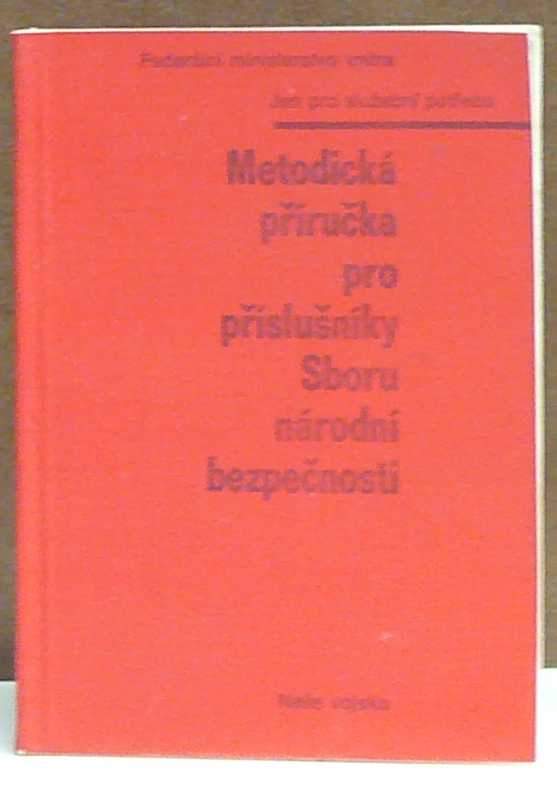 Federální ministerstvo vnitra
Jen pro služební potřebu
Metodická
příručka
pro
příslušníky
Sboru
národní
bezpečnosti
Naše vojsko